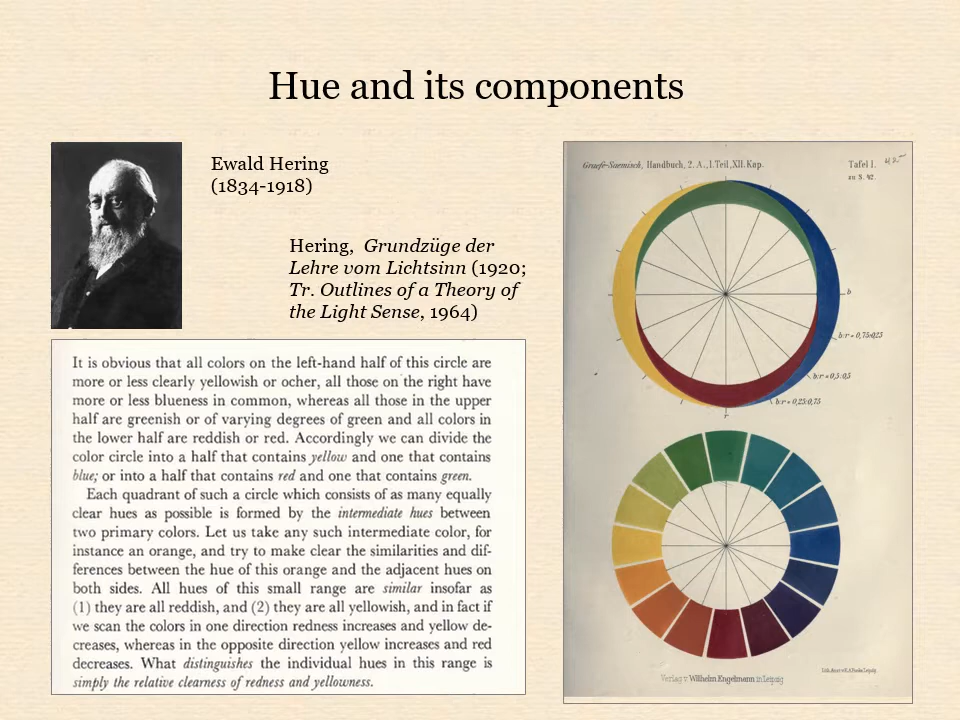 Hue and its components
Ewald Hering
(1834-1918)
Hering, Grundzüge der
Lehre vom Lichtsinn (1920;
Tr. Outlines of a Theory of
the Light Sense, 1964)
It is obvious that all colors on the left-hand half of this circle are
more or less clearly yellowish or ocher, all those on the right have
more or less blueness in common, whereas all those in the upper
half are greenish or of varying degrees of green and all colors in
the lower half are reddish or red. Accordingly we can divide the
color circle into a half that contains yellow and one that contains
blue; or into a half that contains red and one that contains green.
Each quadrant of such a circle which consists of as many equally
clear hues as possible is formed by the intermediate hues between
two primary colors. Let us take any such intermediate color, for
instance an orange, and try to make clear the similarities and dif-
ferences between the hue of this orange and the adjacent hues on
both sides. All hues of this small range are similar insofar as
(1) they are all reddish, and (2) they are all yellowish, and in fact if
we scan the colors in one direction redness increases and yellow de-
creases, whereas in the opposite direction yellow increases and red
decreases. What distinguishes the individual hues in this range is
simply the relative clearness of redness and yellowness.
Graefe-Saemisch, Handbuch, 2. A., I. Teil, XII. Kap.
Tafel I.
zu S. 42.
b
b:r = 0,75:0,25
b:r = 0,5:0,5
b:r = 0,25:0,75
r
Verlag v. Wilhelm Engelmann in Leipzig